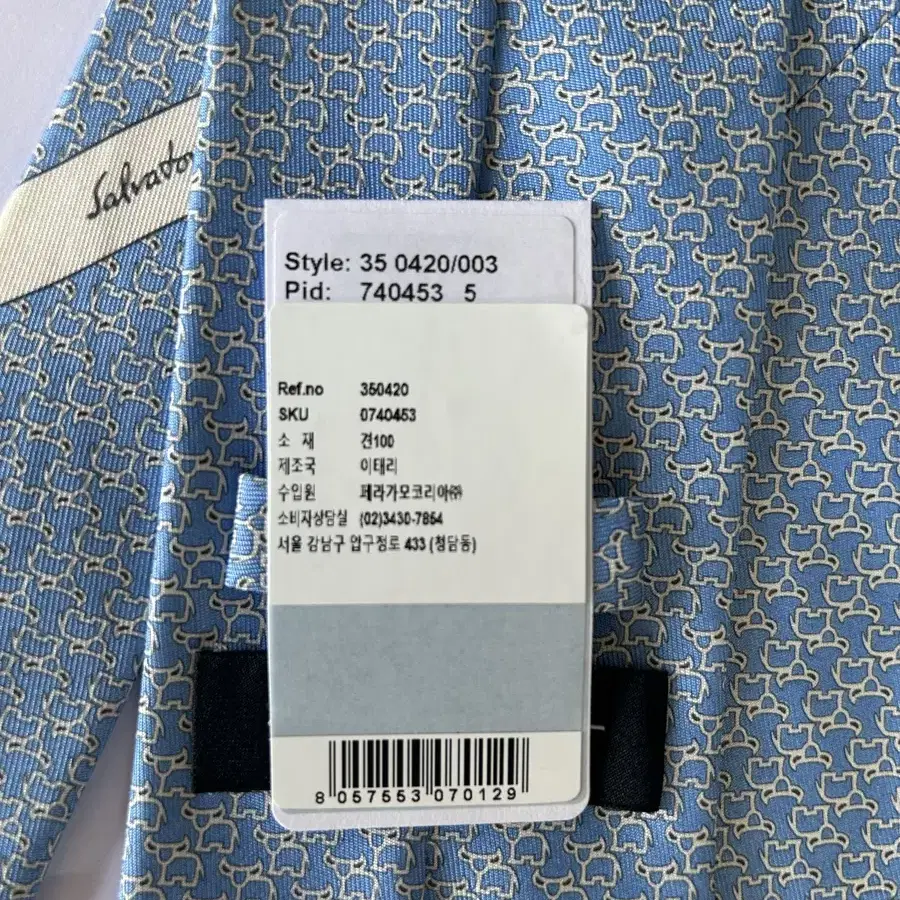 Salvato
Style: 35 0420/003
Pid: 740453 5
Ref.no 350420
SKU 0740453
소 재 견100
제조국 이태리
수입원 페라가모코리아㈜
소비자상담실 (02)3430-7854
서울 강남구 압구정로 433 (청담동)
8 057553 070129